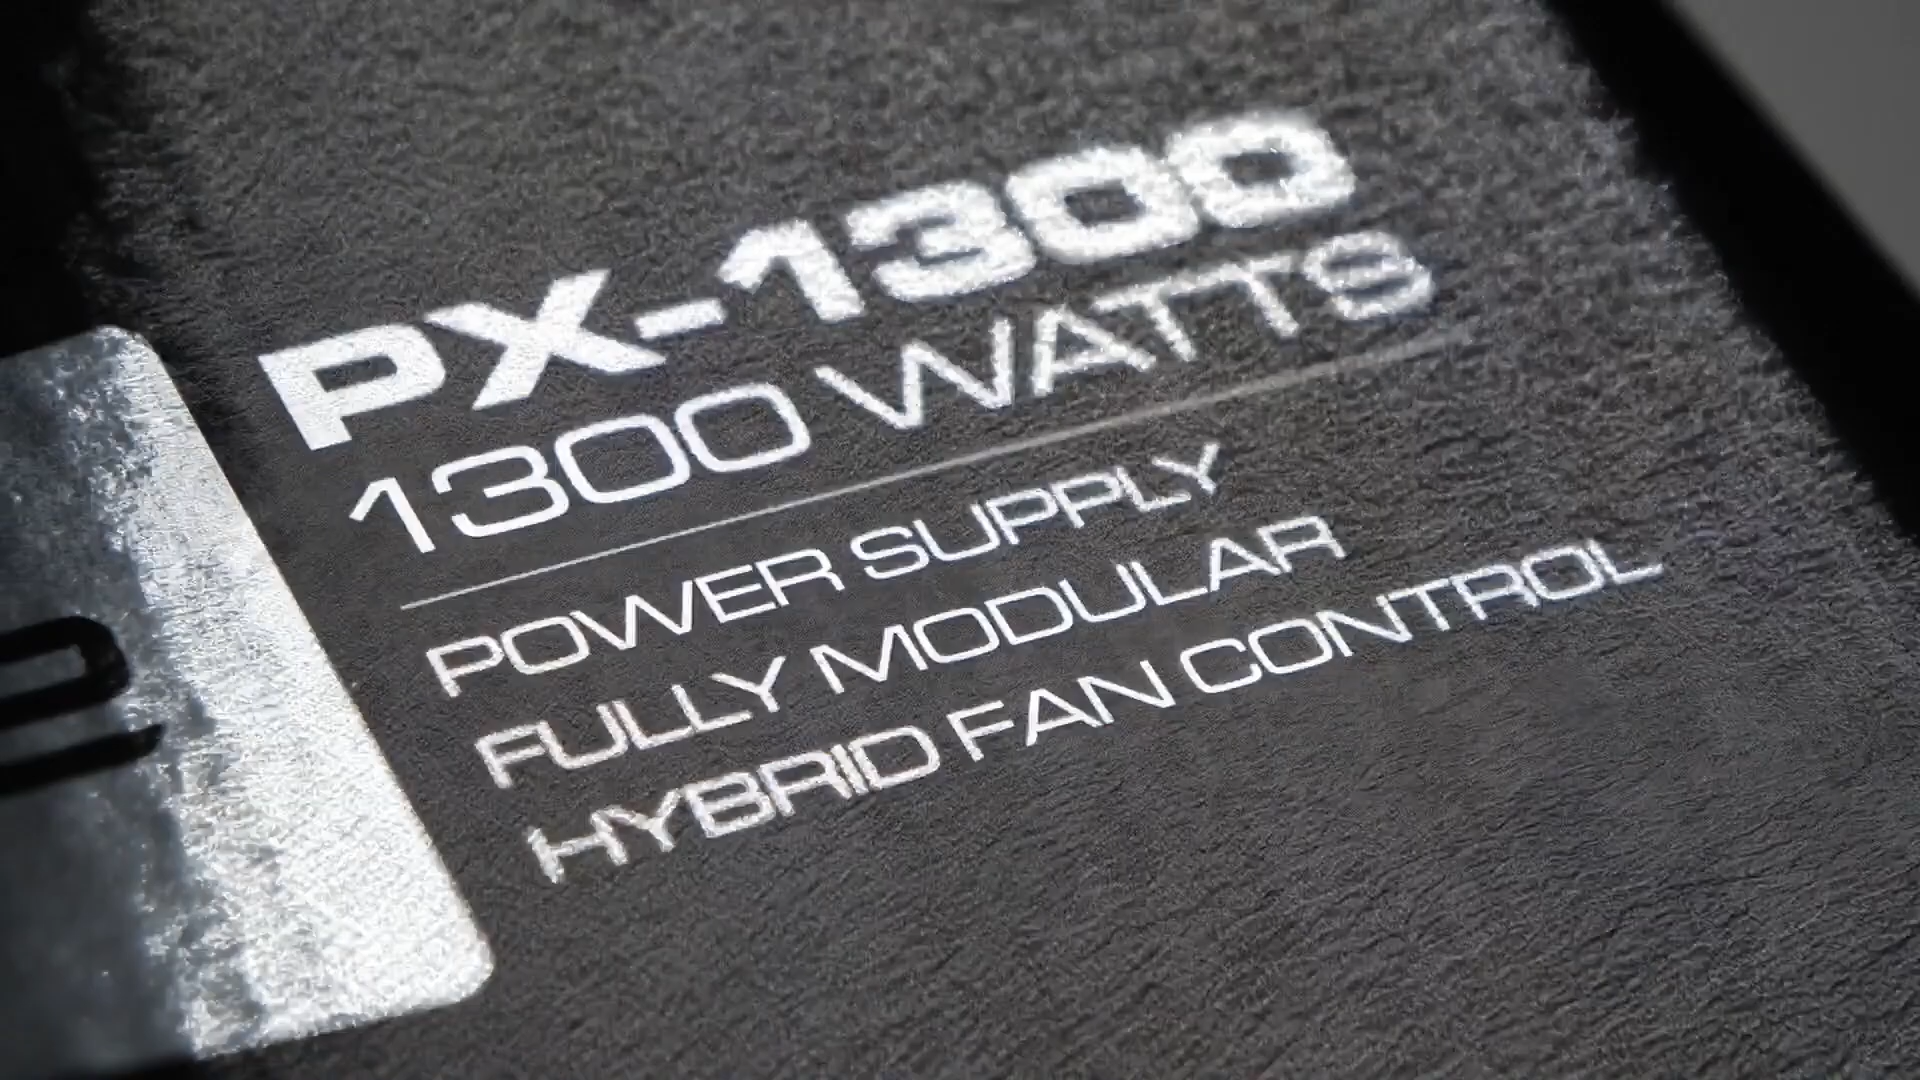 PX-1300
1300 WATTS
POWER SUPPLY
FULLY MODULAR
HYBRID FAN CONTROL